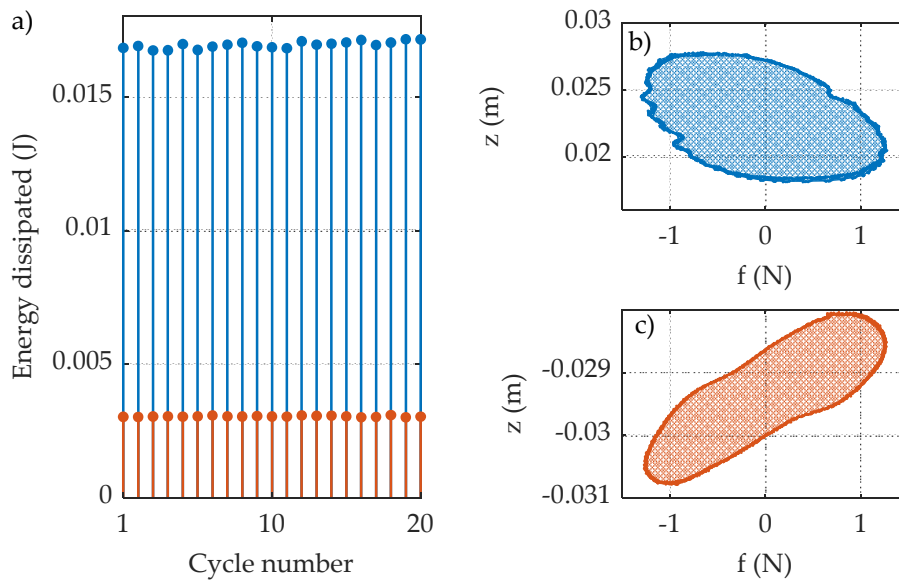 a)
0.015
0.01
0.005
0
1
10
20
Energy dissipated (J)
Cycle number
b)
0.03
0.025
0.02
z (m)
-1
0
1
f (N)
c)
-0.029
-0.03
-0.031
z (m)
-1
0
1
f (N)